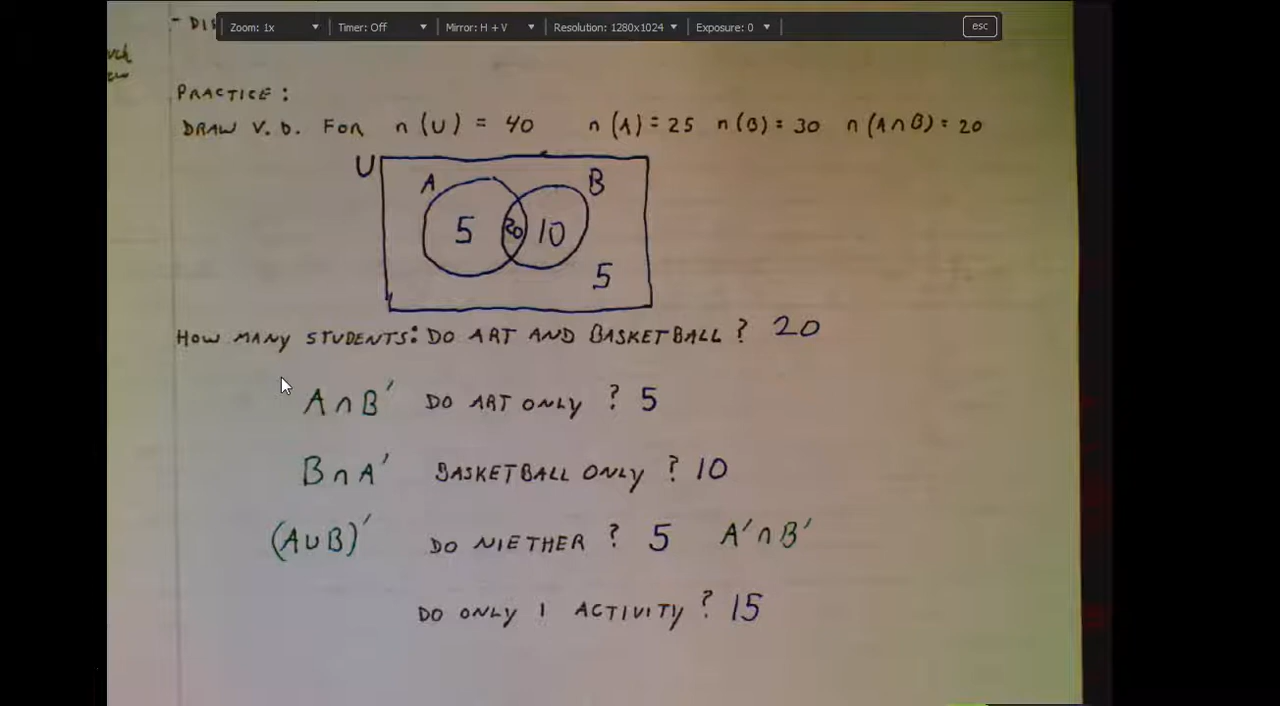 - DIS
Zoom: 1x Timer: Off Mirror: H + V Resolution: 1280x1024 Exposure: 0 esc
PRACTICE:
DRAW V. D. FOR n(U) = 40 n(A) = 25 n(B) = 30 n(A∩B) = 20
U
A B
5 20 10
5
HOW MANY STUDENTS: DO ART AND BASKETBALL? 20
A∩B' DO ART ONLY? 5
B∩A' BASKETBALL ONLY? 10
(A∪B)' DO NIETHER? 5 A'∩B'
DO ONLY 1 ACTIVITY? 15